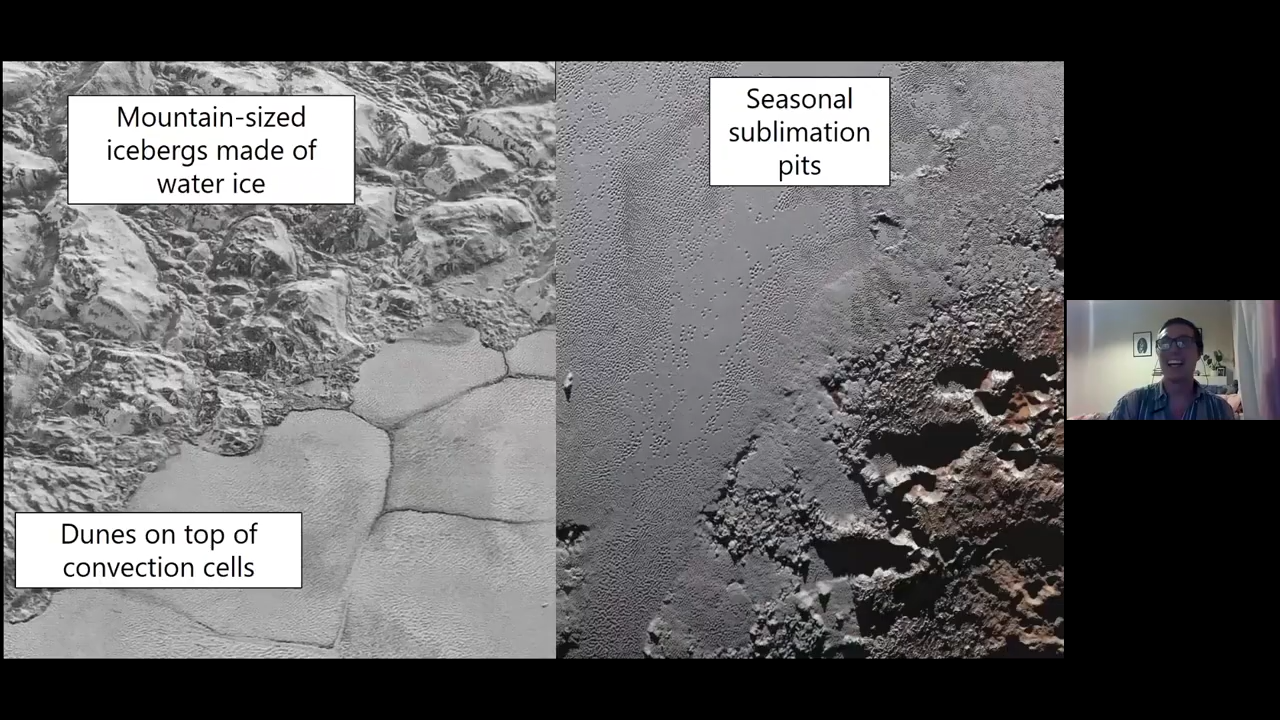 Mountain-sized
icebergs made of
water ice
Seasonal
sublimation
pits
Dunes on top of
convection cells